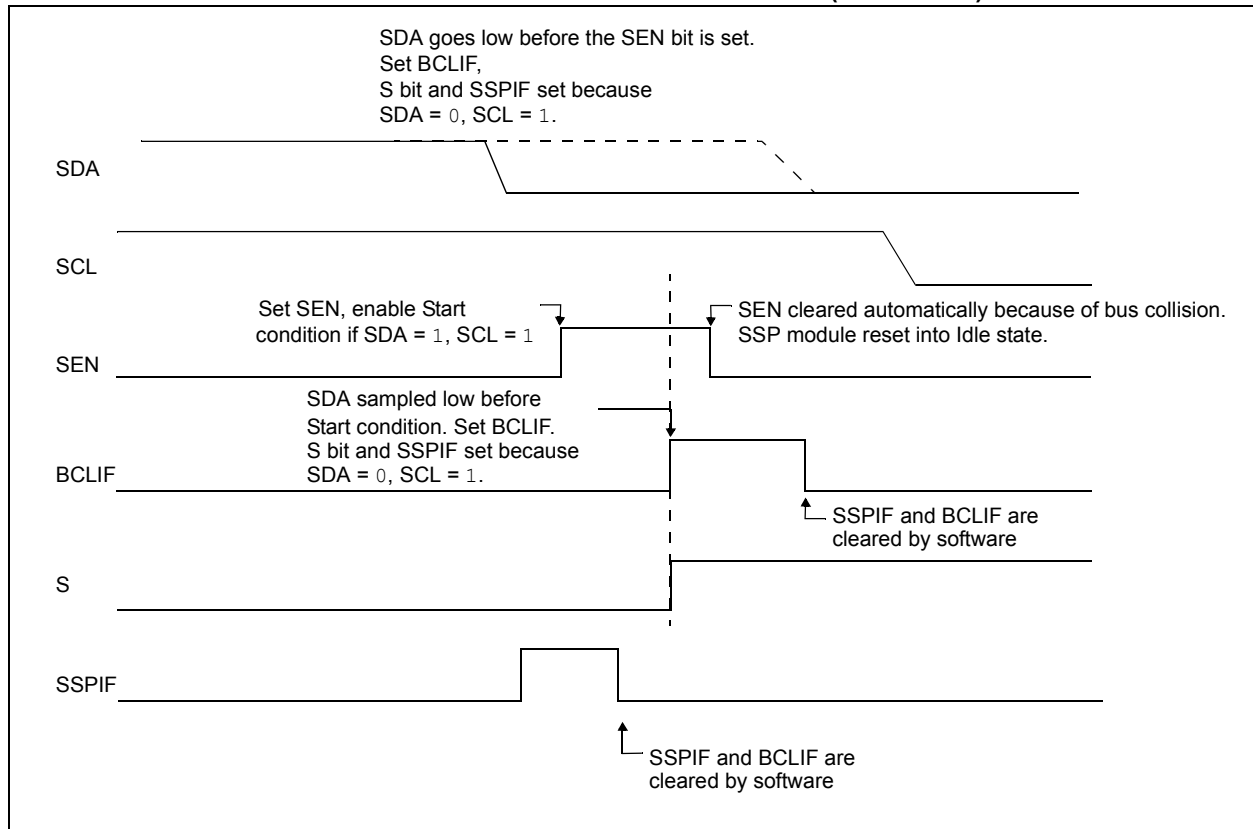 SDA goes low before the SEN bit is set.
Set BCLIF,
S bit and SSPIF set because
SDA = 0, SCL = 1.
SDA
SCL
Set SEN, enable Start
condition if SDA = 1, SCL = 1
SEN cleared automatically because of bus collision.
SSP module reset into Idle state.
SEN
SDA sampled low before
Start condition. Set BCLIF.
S bit and SSPIF set because
SDA = 0, SCL = 1.
BCLIF
SSPIF and BCLIF are
cleared by software
S
SSPIF
SSPIF and BCLIF are
cleared by software